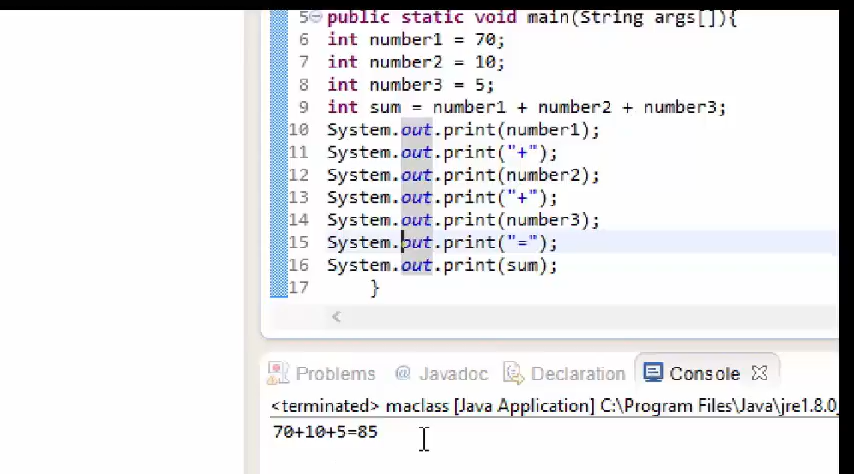 5 public static void main(String args[]){
6 int number1 = 70;
7 int number2 = 10;
8 int number3 = 5;
9 int sum = number1 + number2 + number3;
10 System.out.print(number1);
11 System.out.print("+");
12 System.out.print(number2);
13 System.out.print("+");
14 System.out.print(number3);
15 System.out.print("=");
16 System.out.print(sum);
17 }
Problems @ Javadoc Declaration Console
<terminated> maclass [Java Application] C:\Program Files\Java\jre1.8.0_
70+10+5=85